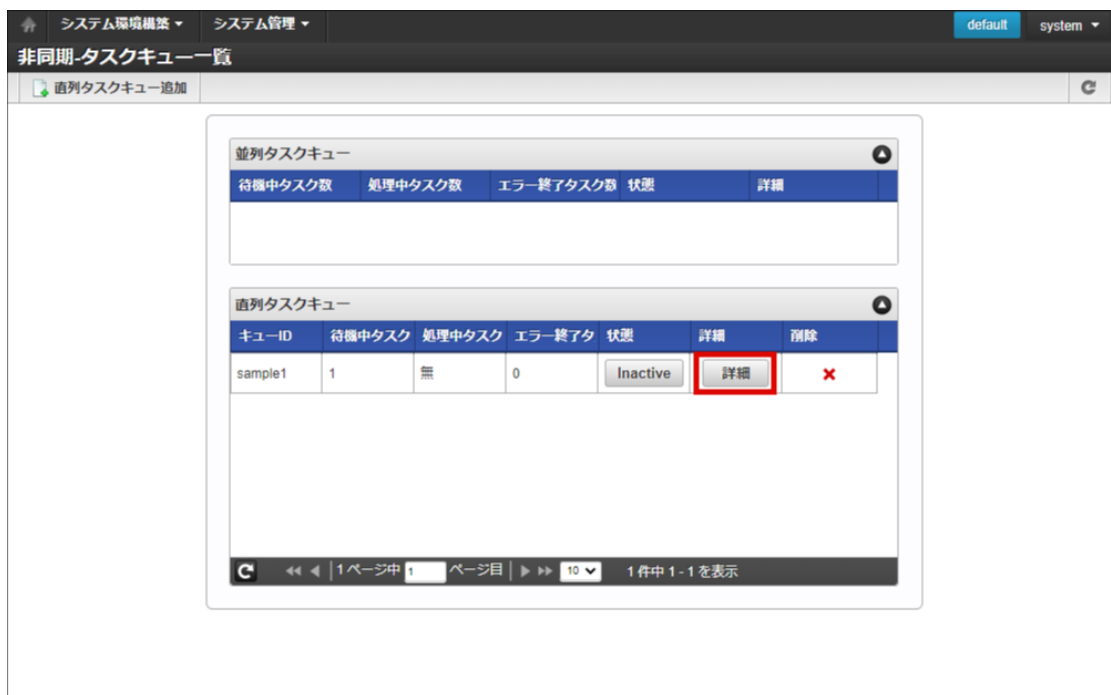 システム環境構築 ▼ システム管理 ▼ default system ▼
非同期-タスクキュー一覧
直列タスクキュー追加
並列タスクキュー
待機中タスク数 処理中タスク数 エラー終了タスク数 状態 詳細
直列タスクキュー
キューID 待機中タスク 処理中タスク エラー終了タ 状態 詳細 削除
sample1 1 無 0 Inactive 詳細
1 ページ中 1 ページ目 10 1 件中 1 - 1 を表示